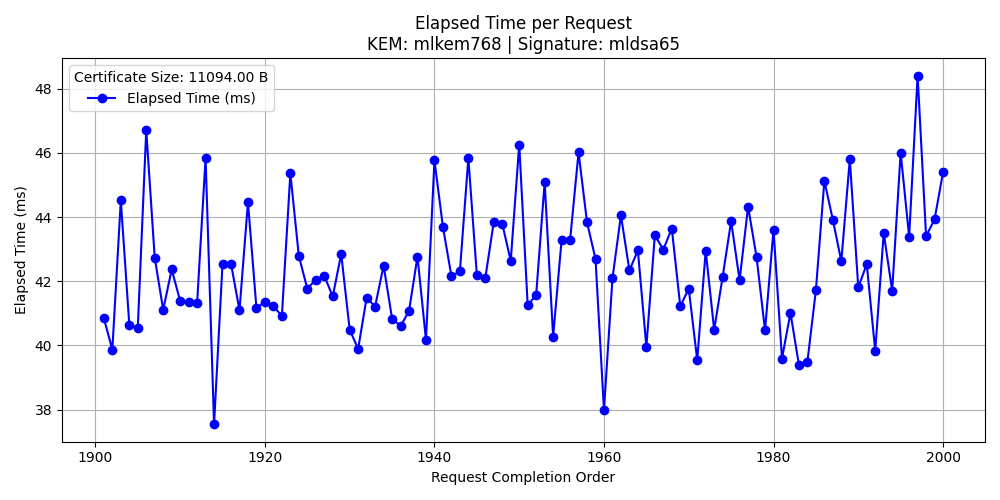 Elapsed Time per Request
KEM: mlkem768 | Signature: mldsa65
Certificate Size: 11094.00 B
Elapsed Time (ms)
Elapsed Time (ms)
48
46
44
42
40
38
1900
1920
1940
1960
1980
2000
Request Completion Order